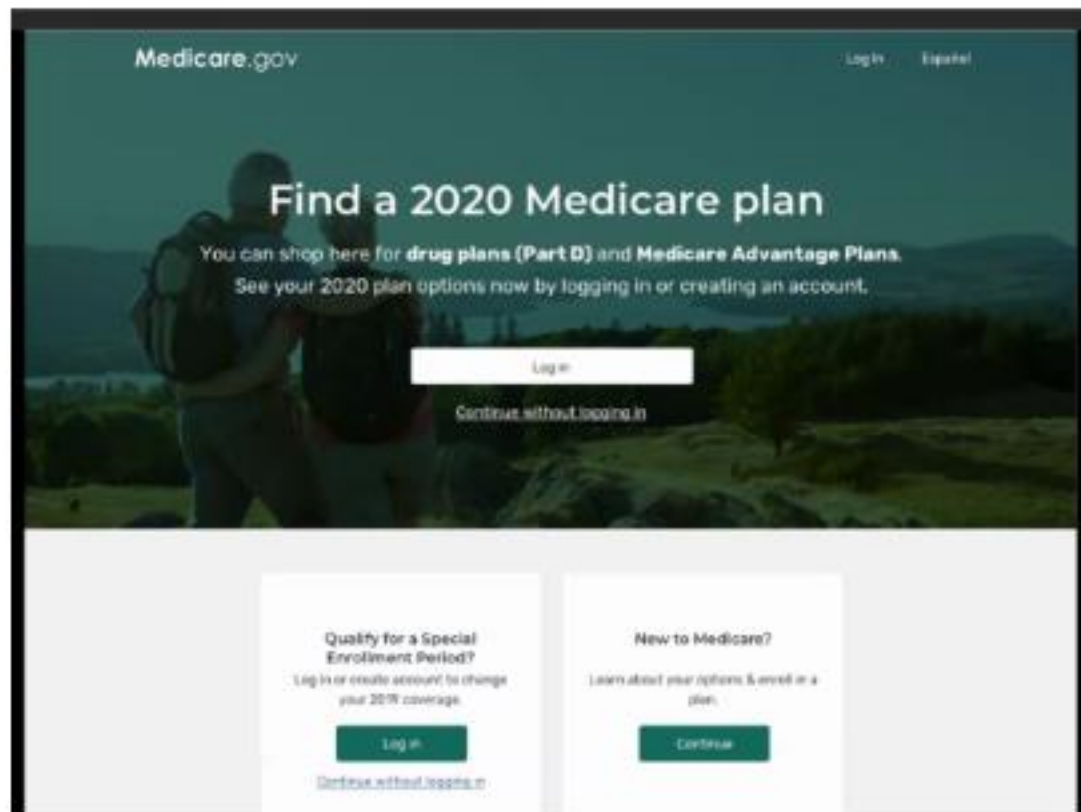 Medicare.gov
Log In Español
Find a 2020 Medicare plan
You can shop here for drug plans (Part D) and Medicare Advantage Plans.
See your 2020 plan options now by logging in or creating an account.
Log in
Continue without logging in
Qualify for a Special
Enrollment Period?
Log in or create account to change
your 2019 coverage.
Log in
Continue without logging in
New to Medicare?
Learn about your options & enroll in a
plan.
Continue